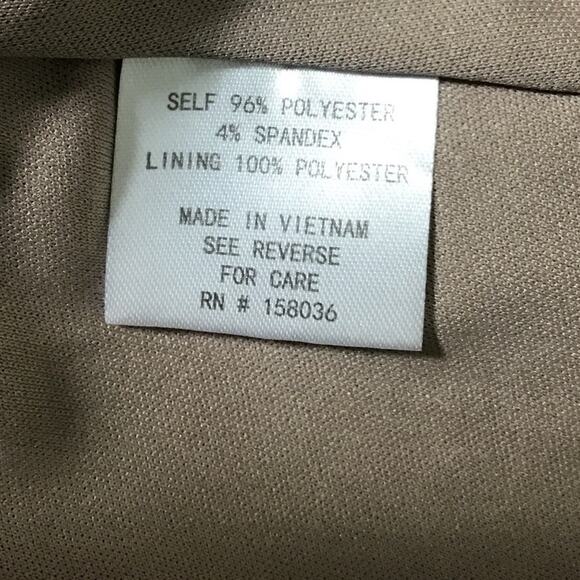 SELF 96% POLYESTER
4% SPANDEX
LINING 100% POLYESTER
MADE IN VIETNAM
SEE REVERSE
FOR CARE
RN # 158036